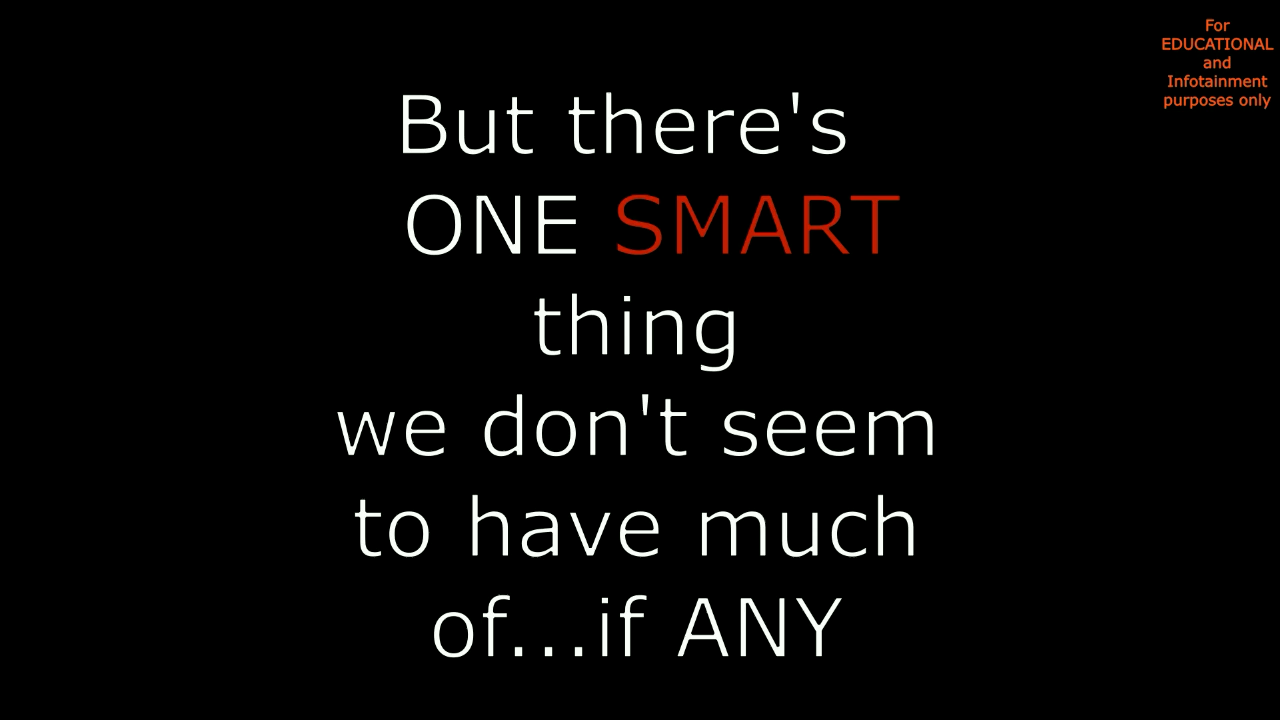 For
EDUCATIONAL
and
Infotainment
purposes only
But there's
ONE SMART
thing
we don't seem
to have much
of...if ANY